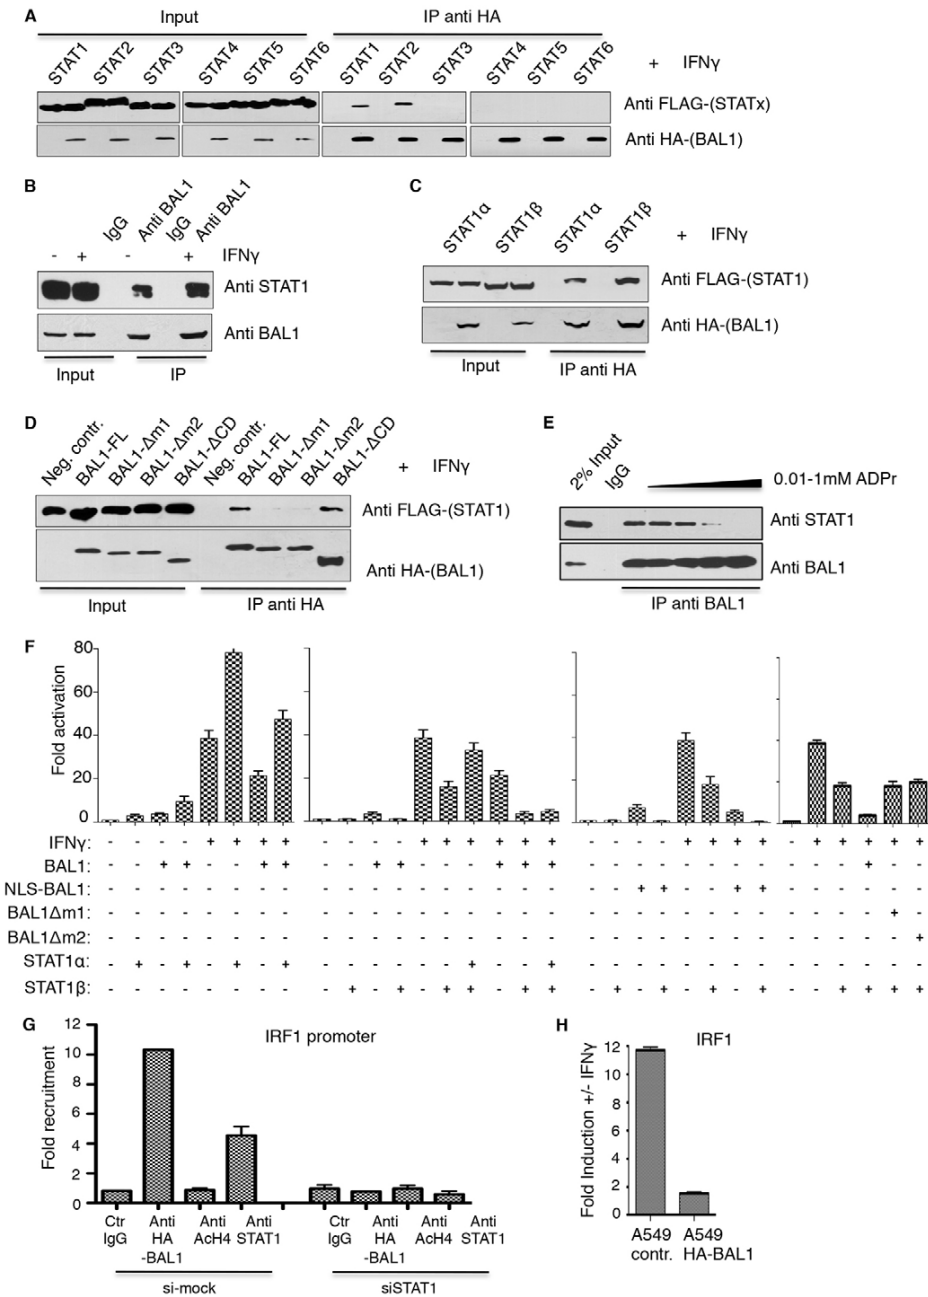 A
Input
IP anti HA
STAT1 STAT2 STAT3 STAT4 STAT5 STAT6 STAT1 STAT2 STAT3 STAT4 STAT5 STAT6
+ IFNγ
Anti FLAG-(STATx)
Anti HA-(BAL1)
B
IgG Anti BAL1 IgG Anti BAL1
- + - + IFNγ
Anti STAT1
Anti BAL1
Input IP
C
STAT1α STAT1β STAT1α STAT1β
+ IFNγ
Anti FLAG-(STAT1)
Anti HA-(BAL1)
Input IP anti HA
D
Neg. contr. BAL1-FL BAL1-Δm1 BAL1-Δm2 BAL1-ΔCD Neg. contr. BAL1-FL BAL1-Δm1 BAL1-Δm2 BAL1-ΔCD
+ IFNγ
Anti FLAG-(STAT1)
Anti HA-(BAL1)
Input IP anti HA
E
2% Input IgG 0.01-1mM ADPr
Anti STAT1
Anti BAL1
IP anti BAL1
F
Fold activation
80
60
40
20
0
IFNγ: - - - - + + + + - - - - + + + + + + - - - - + + + + - + + + + +
BAL1: - - + + - - + + - - + + - - - + + + - - - - - - - - - - - + - -
NLS-BAL1: - - - - - - - - - - - - - - - - - - - - + + - - + + - - - - - -
BAL1Δm1: - - - - - - - - - - - - - - - - - - - - - - - - - - - - - - + -
BAL1Δm2: - - - - - - - - - - - - - - - - - - - - - - - - - - - - - - - +
STAT1α: - + - + - + - + - - - - - - + - - + - - - - - - - - - - - - - -
STAT1β: - - - - - - - - - + - + - + + - + + - + - + - + - + - - + + + +
G
IRF1 promoter
Fold recruitment
12
10
8
6
4
2
0
Ctr IgG
Anti HA -BAL1
Anti AcH4
Anti STAT1
Ctr IgG
Anti HA -BAL1
Anti AcH4
Anti STAT1
si-mock siSTAT1
H
IRF1
Fold Induction +/- IFNγ
12
10
8
6
4
2
0
A549 contr.
A549 HA-BAL1